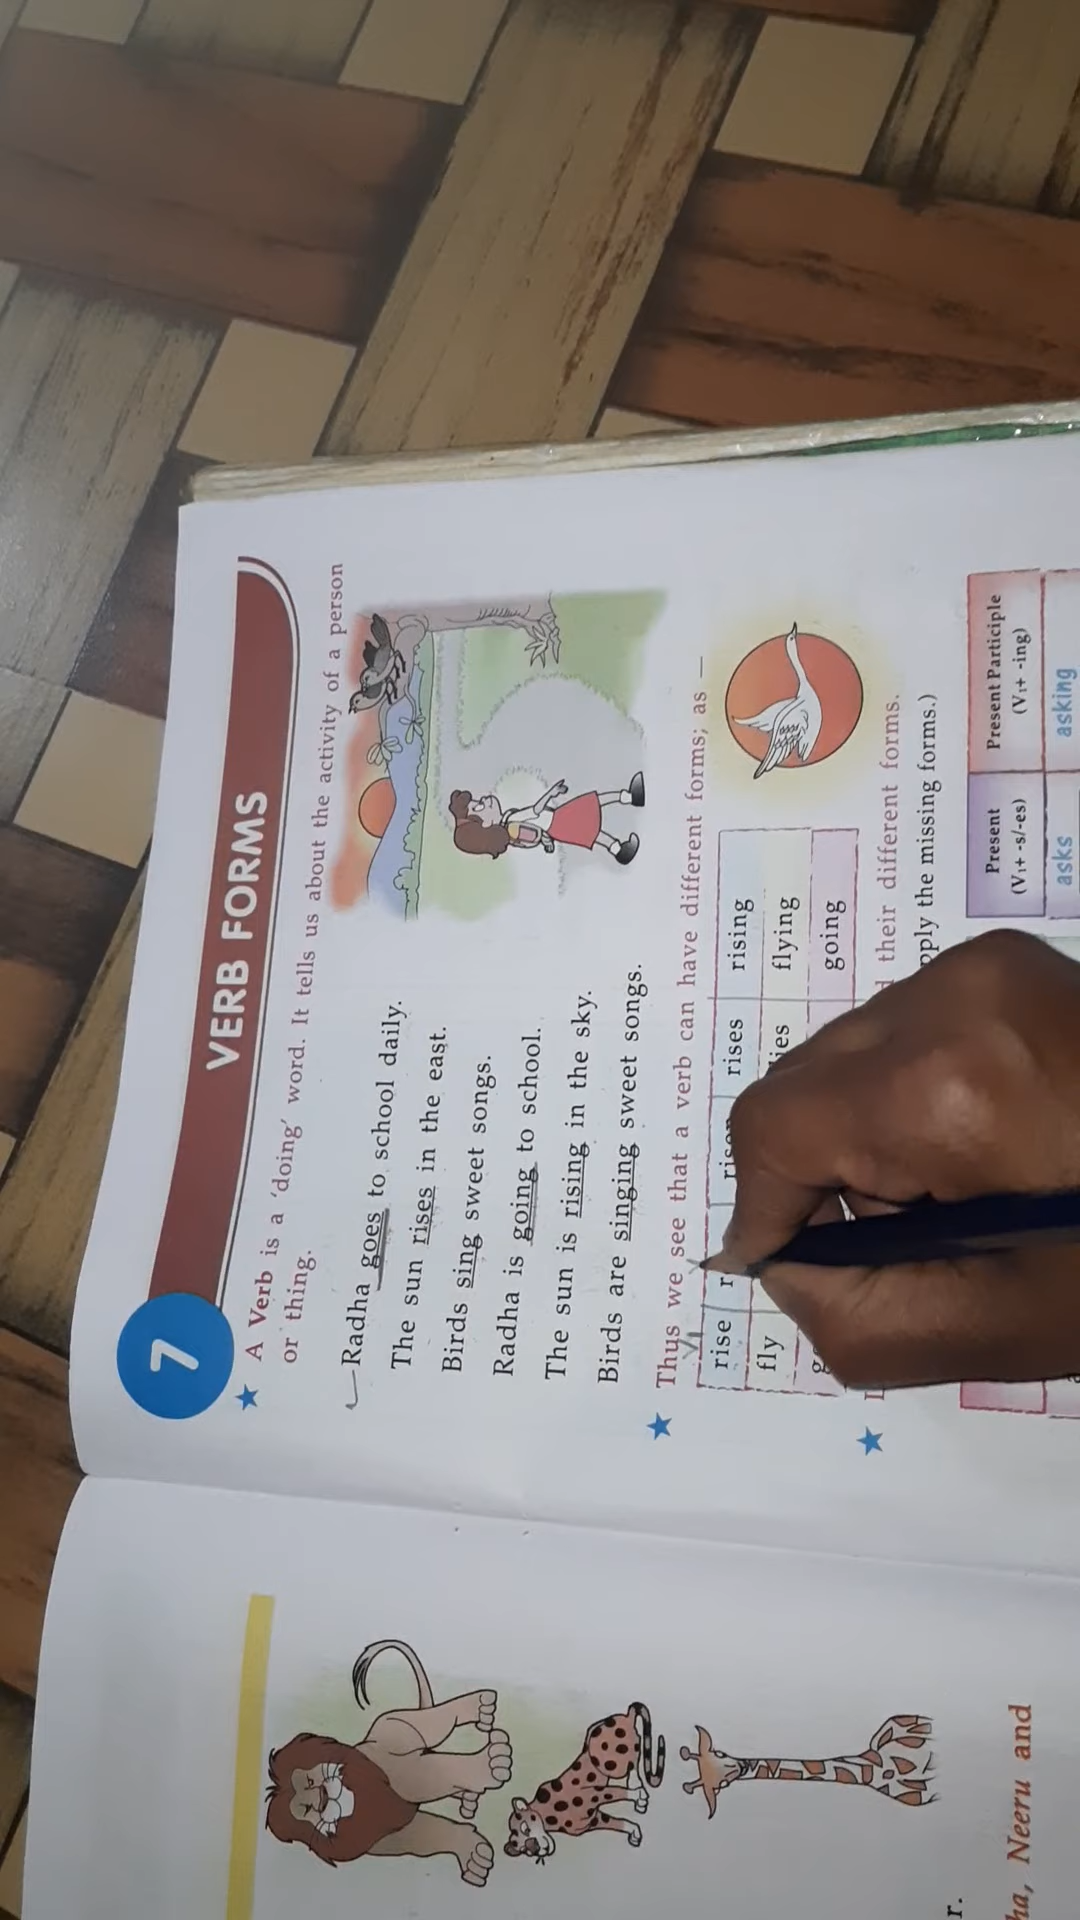 7
VERB FORMS
★ A Verb is a ‘doing’ word. It tells us about the activity of a person
or thing.
Radha goes to school daily.
The sun rises in the east.
Birds sing sweet songs.
Radha is going to school.
The sun is rising in the sky.
Birds are singing sweet songs.
★ Thus we see that a verb can have different forms; as —
V1
rise risen rises rising
fly flying
going
★ their different forms.
the missing forms.)
Present Present Participle
(V1+ -s/-es) (V1+ -ing)
asks asking
r.
Neeru and